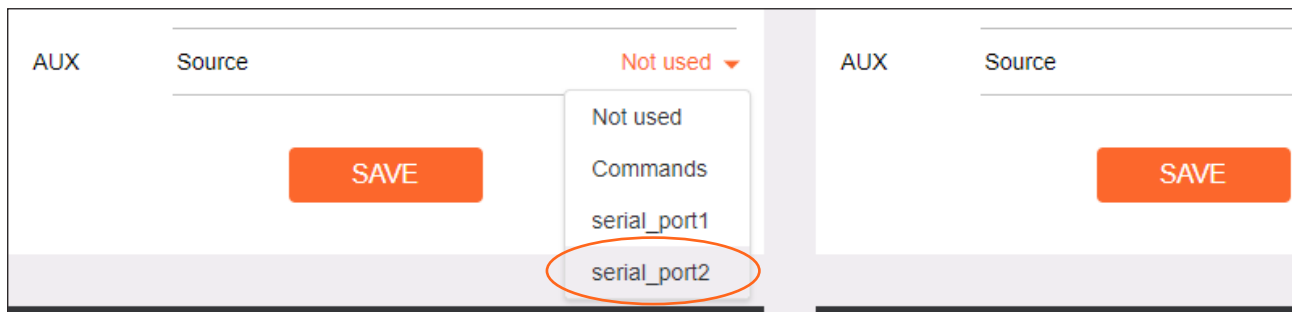 AUX Source Not used
Not used
Commands
serial_port1
serial_port2
SAVE
AUX Source
SAVE